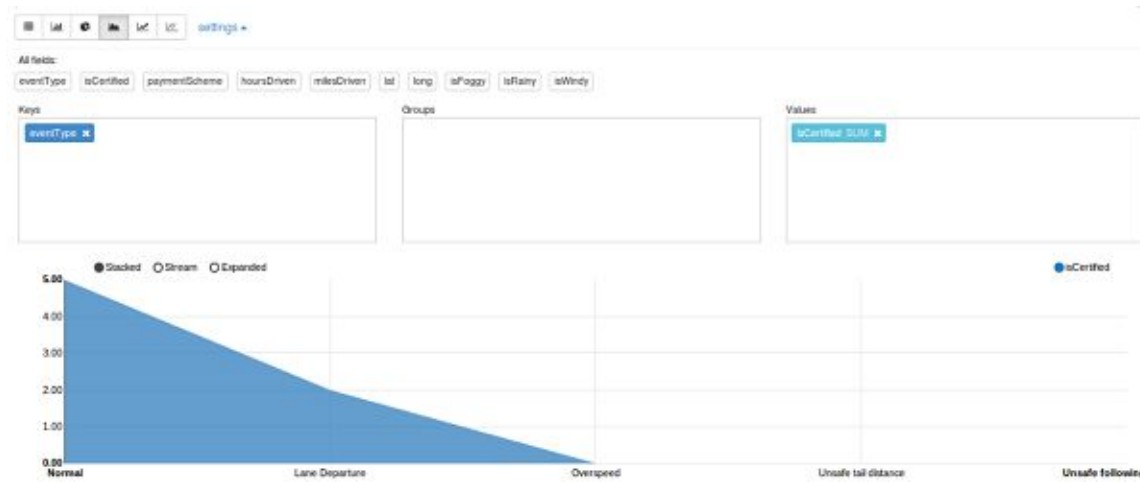 settings
All fields:
eventType isCertified paymentScheme hoursDriven milesDriven lat long isFoggy isRainy isWindy
Keys Groups Values
eventType × isCertified SUM ×
Stacked Stream Expanded isCertified
5.00
4.00
3.00
2.00
1.00
0.00
Normal Lane Departure Overspeed Unsafe tail distance Unsafe following